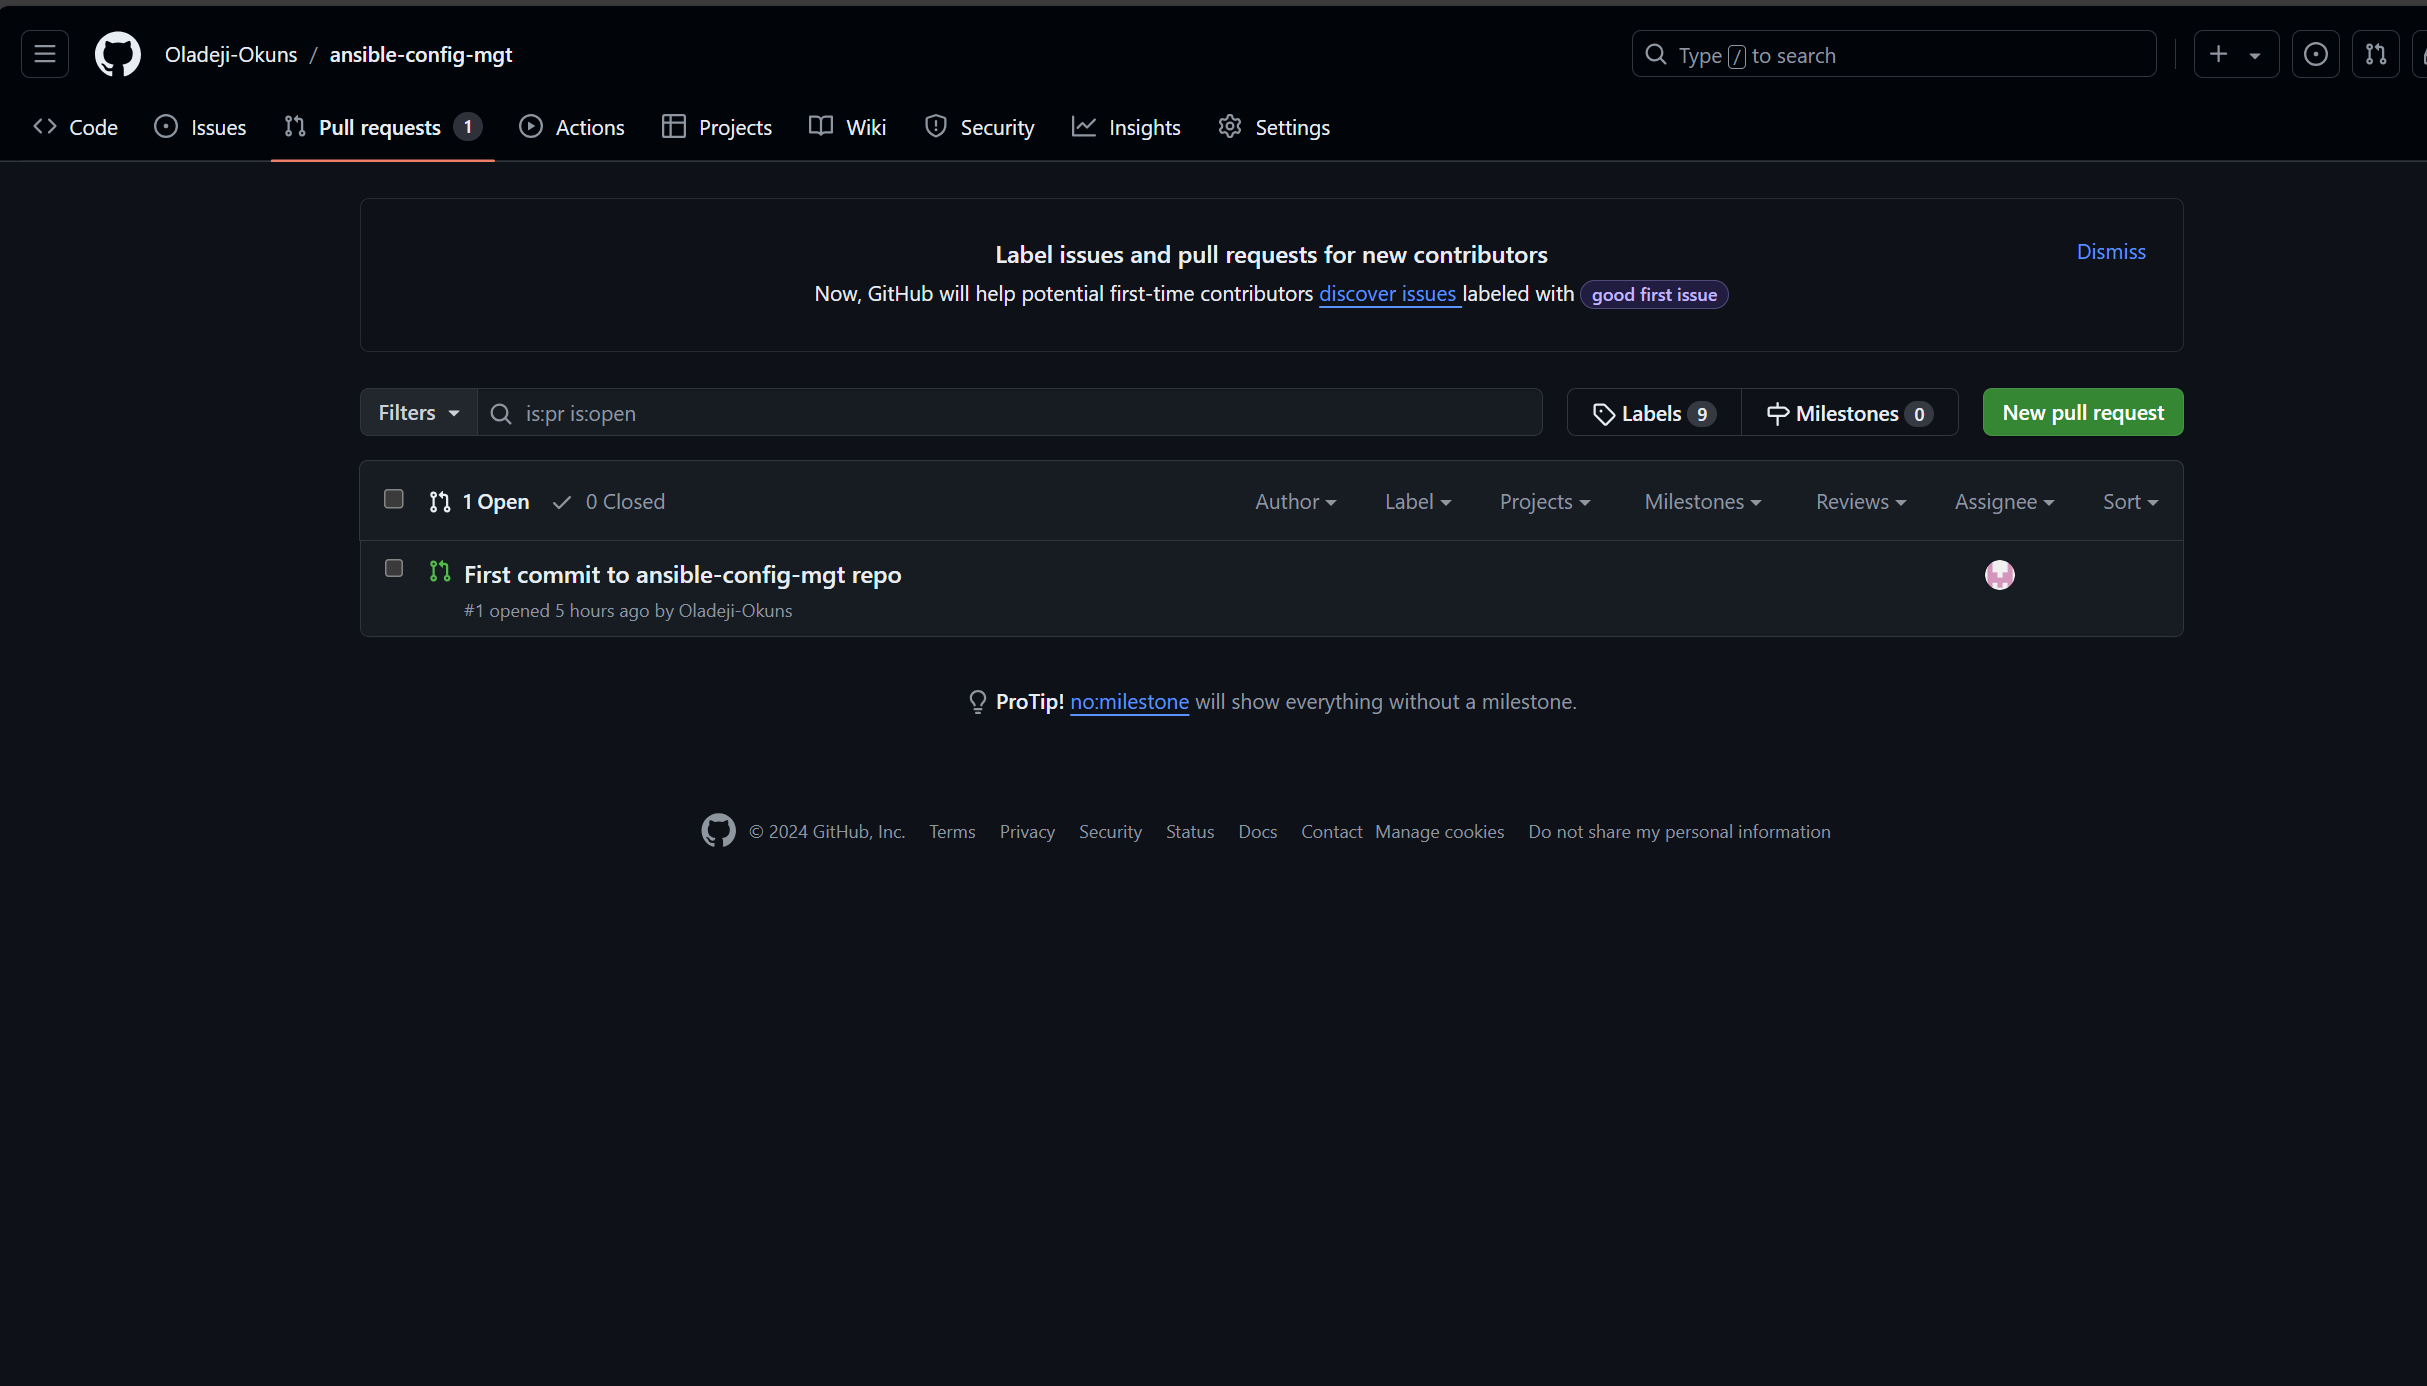 Oladeji-Okuns / ansible-config-mgt
Type / to search
Code Issues Pull requests 1 Actions Projects Wiki Security Insights Settings
Label issues and pull requests for new contributors
Dismiss
Now, GitHub will help potential first-time contributors discover issues labeled with good first issue
Filters is:pr is:open Labels 9 Milestones 0 New pull request
1 Open 0 Closed Author Label Projects Milestones Reviews Assignee Sort
First commit to ansible-config-mgt repo
#1 opened 5 hours ago by Oladeji-Okuns
ProTip! no:milestone will show everything without a milestone.
© 2024 GitHub, Inc. Terms Privacy Security Status Docs Contact Manage cookies Do not share my personal information